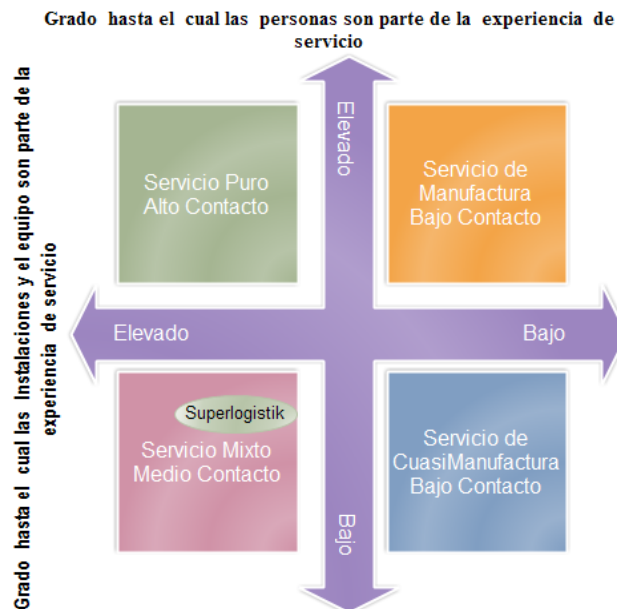 Grado hasta el cual las personas son parte de la experiencia de
servicio
Grado hasta el cual las Instalaciones y el equipo son parte de la
experiencia de servicio
Elevado
Servicio Puro
Alto Contacto
Servicio de
Manufactura
Bajo Contacto
Elevado
Bajo
Superlogistik
Servicio Mixto
Medio Contacto
Servicio de
CuasiManufactura
Bajo Contacto
Bajo